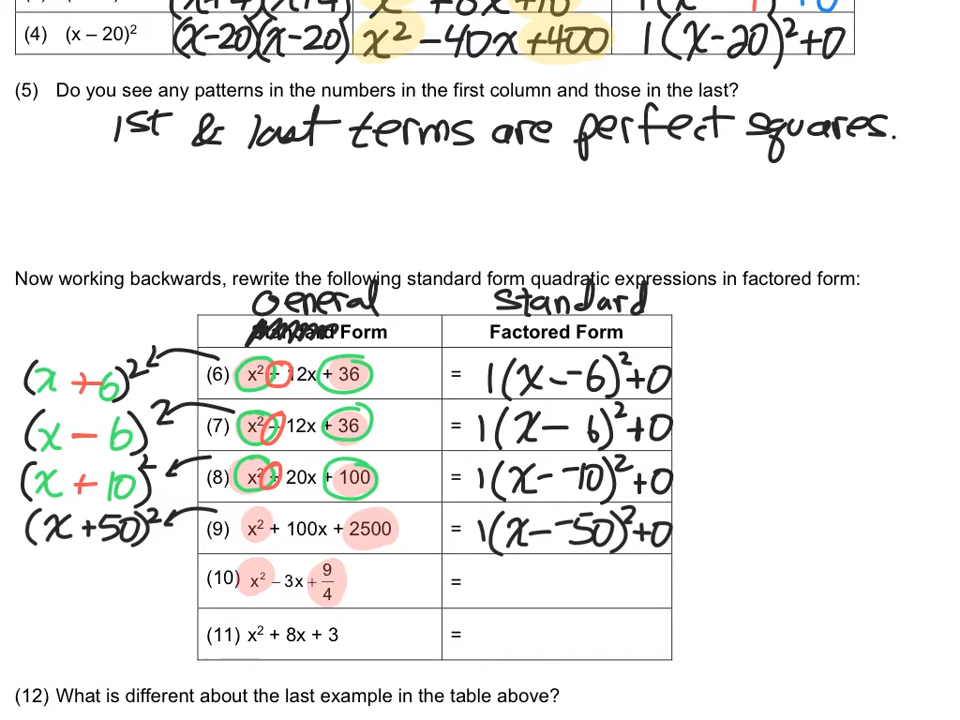 (4) (x – 20)² (x-20)(x-20) x² -40x +400 1(x-20)²+0
(5) Do you see any patterns in the numbers in the first column and those in the last?
1st & last terms are perfect squares.
Now working backwards, rewrite the following standard form quadratic expressions in factored form:
General Standard
Form Factored Form
(x +6)² (6) x² + 12x + 36 = 1(x--6)²+0
(x - 6)² (7) x² – 12x + 36 = 1(x- 6)²+0
(x + 10)² (8) x² + 20x + 100 = 1(x--10)²+0
(x +50)² (9) x² + 100x + 2500 = 1(x--50)²+0
(10) x² – 3x + 9/4 =
(11) x² + 8x + 3 =
(12) What is different about the last example in the table above?